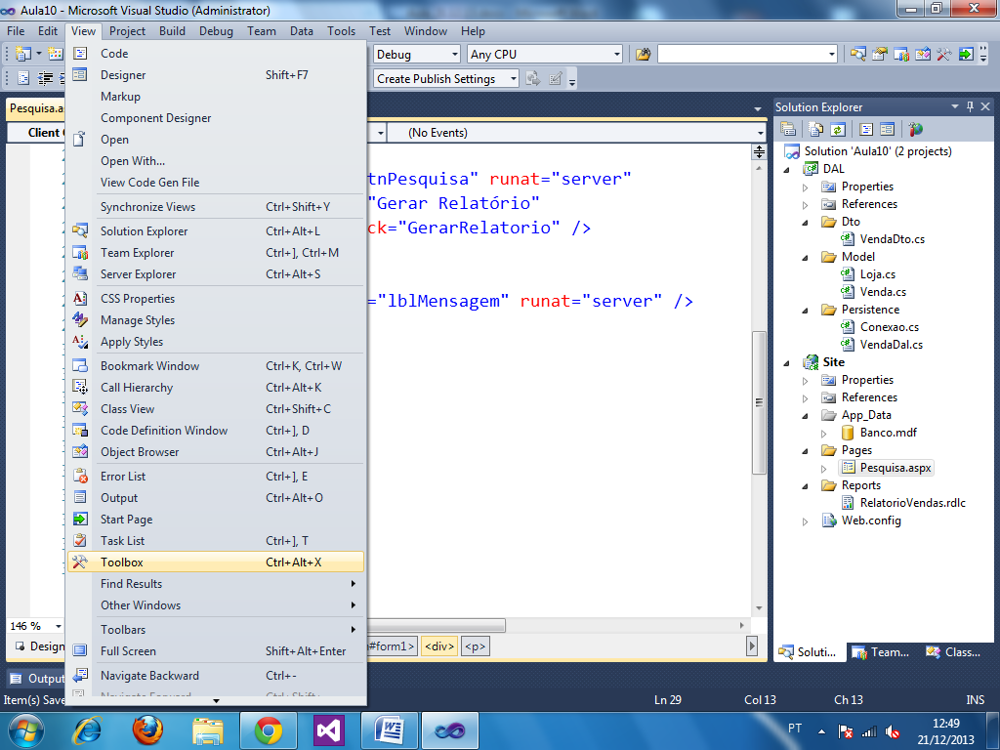 Aula10 - Microsoft Visual Studio (Administrator)
File Edit View Project Build Debug Team Data Tools Test Window Help
Debug Any CPU
Create Publish Settings
Pesquisa.a
Client
(No Events)
Code
Designer Shift+F7
Markup
Component Designer
Open
Open With...
View Code Gen File
Synchronize Views Ctrl+Shift+Y
Solution Explorer Ctrl+Alt+L
Team Explorer Ctrl+], Ctrl+M
Server Explorer Ctrl+Alt+S
CSS Properties
Manage Styles
Apply Styles
Bookmark Window Ctrl+K, Ctrl+W
Call Hierarchy Ctrl+Alt+K
Class View Ctrl+Shift+C
Code Definition Window Ctrl+], D
Object Browser Ctrl+Alt+J
Error List Ctrl+], E
Output Ctrl+Alt+O
Start Page
Task List Ctrl+], T
Toolbox Ctrl+Alt+X
Find Results
Other Windows
Toolbars
Full Screen Shift+Alt+Enter
Navigate Backward Ctrl+-
tnPesquisa" runat="server"
"Gerar Relatório"
ck="GerarRelatorio" />
="lblMensagem" runat="server" />
146 %
Design
#form1> <div> <p>
Solution Explorer
Solution 'Aula10' (2 projects)
DAL
Properties
References
Dto
VendaDto.cs
Model
Loja.cs
Venda.cs
Persistence
Conexao.cs
VendaDal.cs
Site
Properties
References
App_Data
Banco.mdf
Pages
Pesquisa.aspx
Reports
RelatorioVendas.rdlc
Web.config
Soluti... Team... Class...
Output
Item(s) Save
Ln 29 Col 13 Ch 13 INS
PT
12:49
21/12/2013